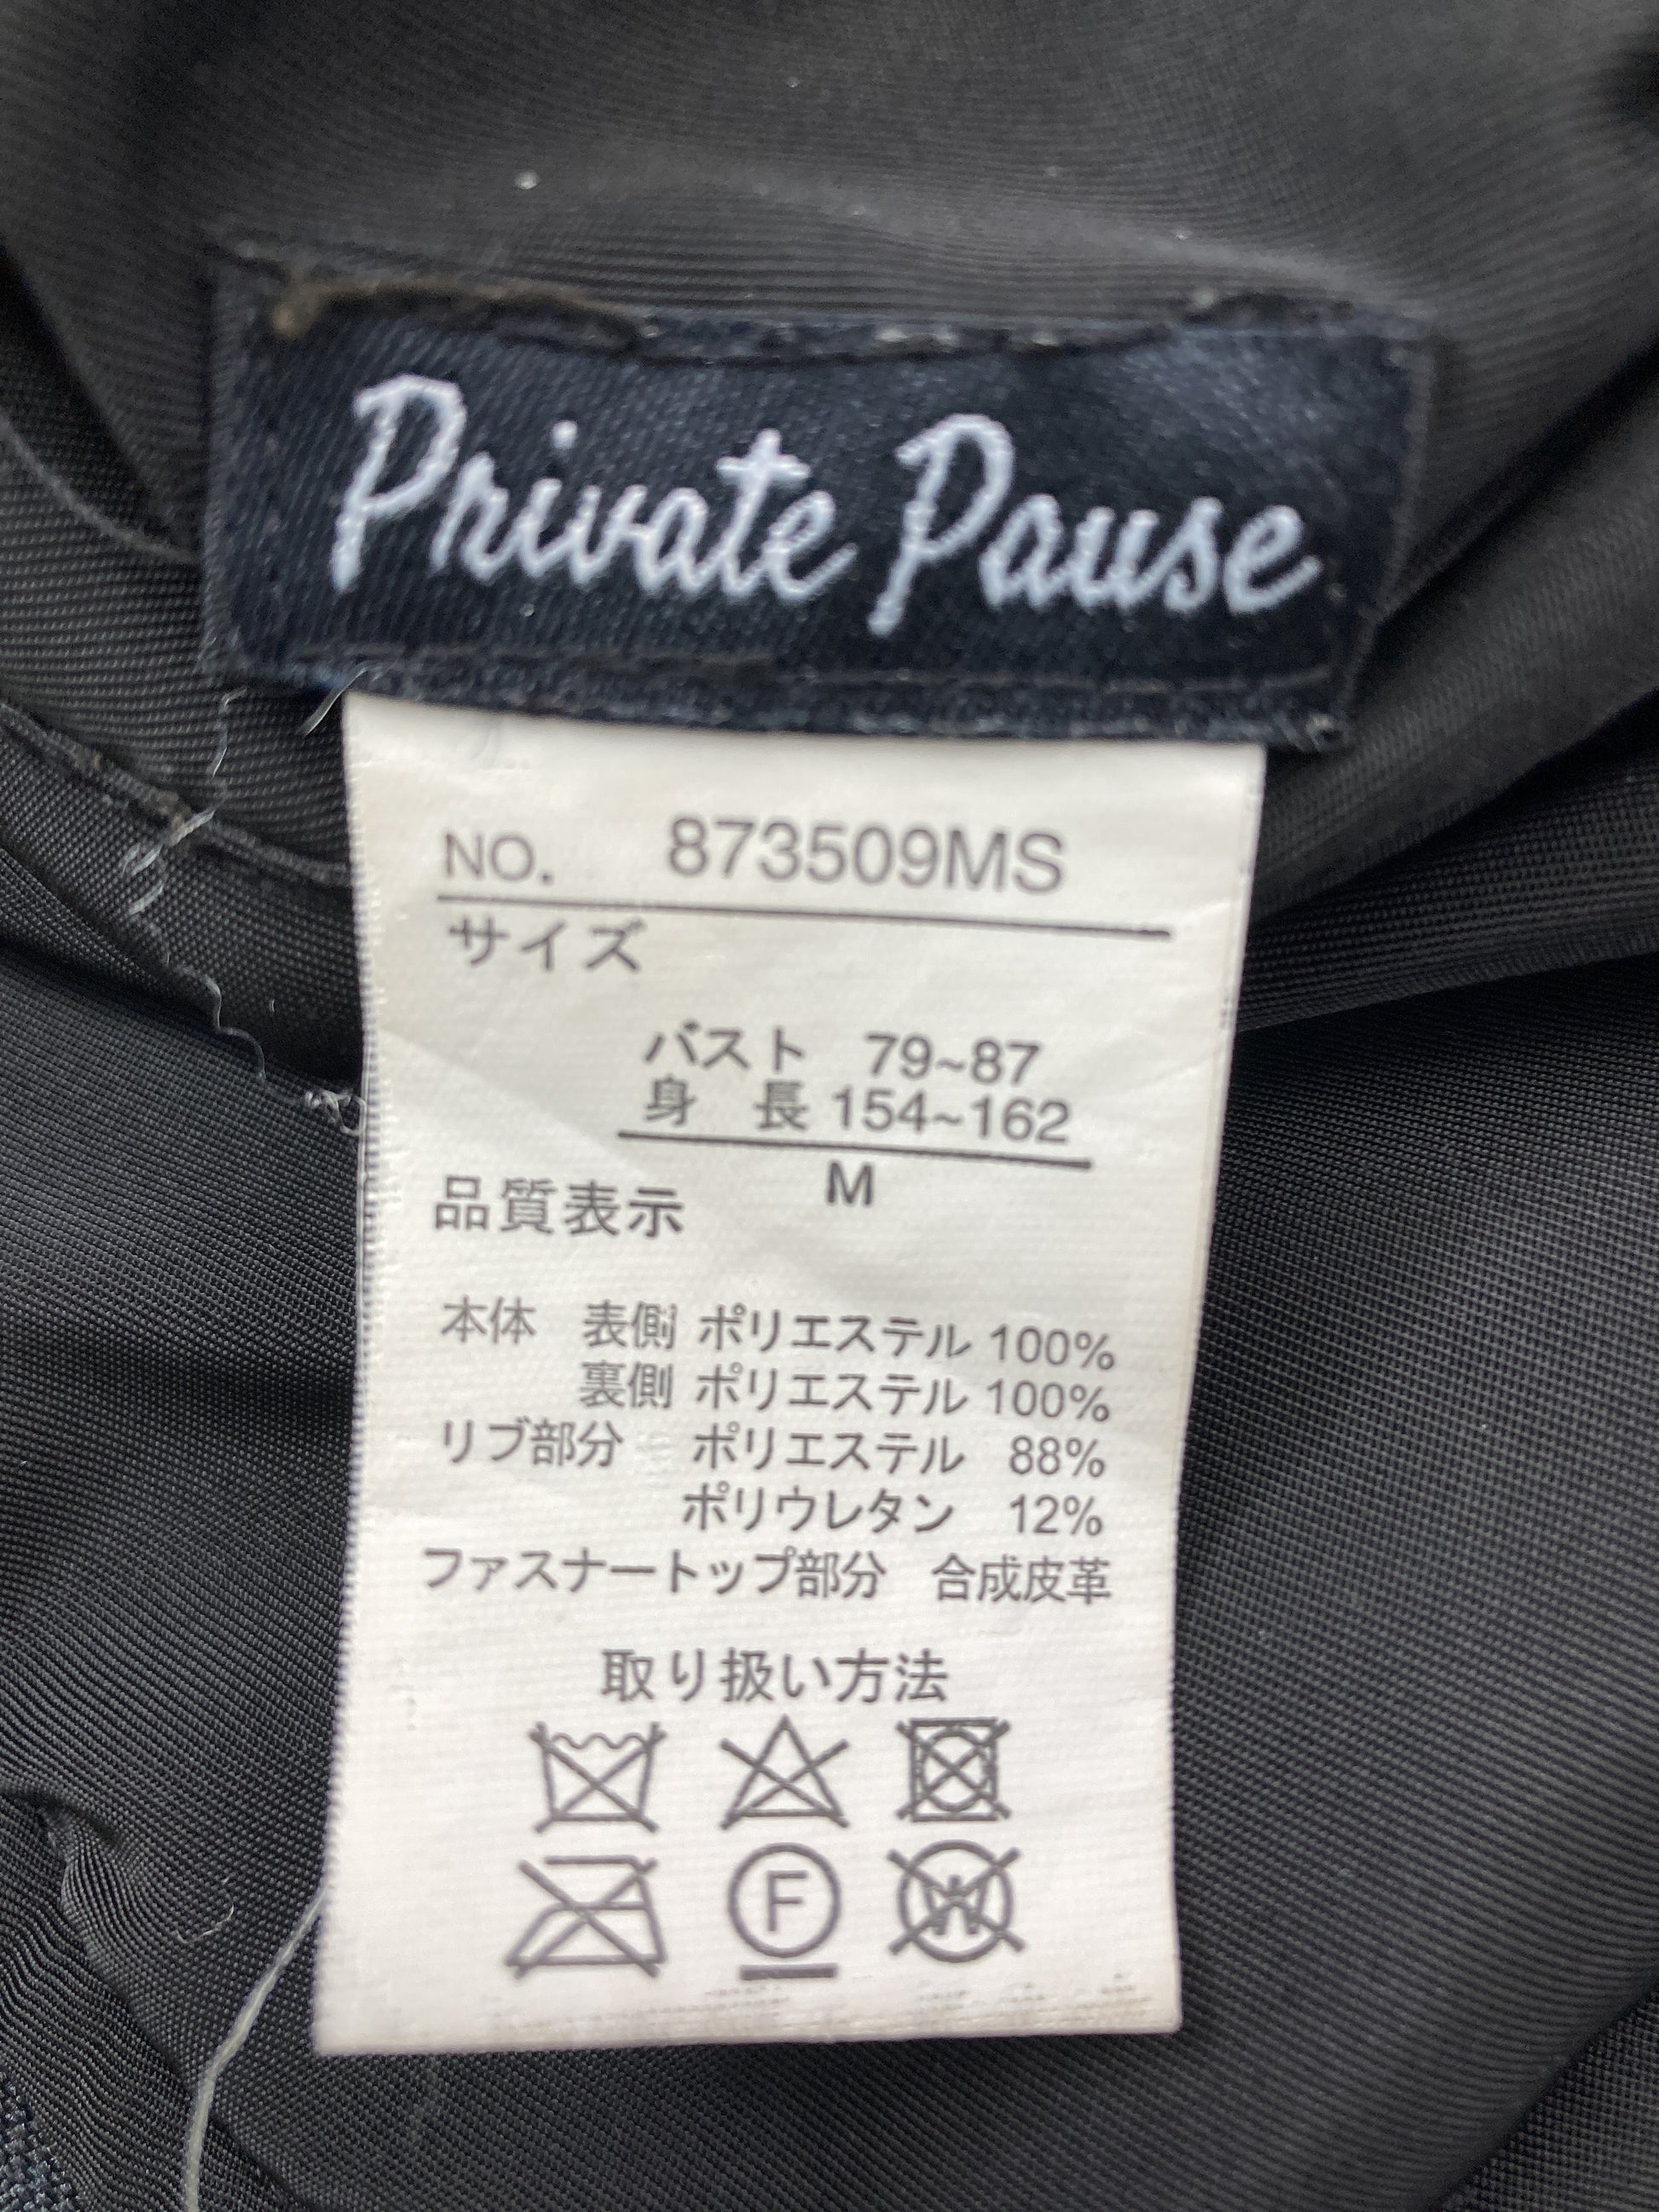 Private Pause
NO. 873509MS
サイズ
バスト 79~87
身 長 154~162
M
品質表示
本体 表側 ポリエステル 100%
裏側 ポリエステル 100%
リブ部分 ポリエステル 88%
ポリウレタン 12%
ファスナートップ部分 合成皮革
取り扱い方法
F
W